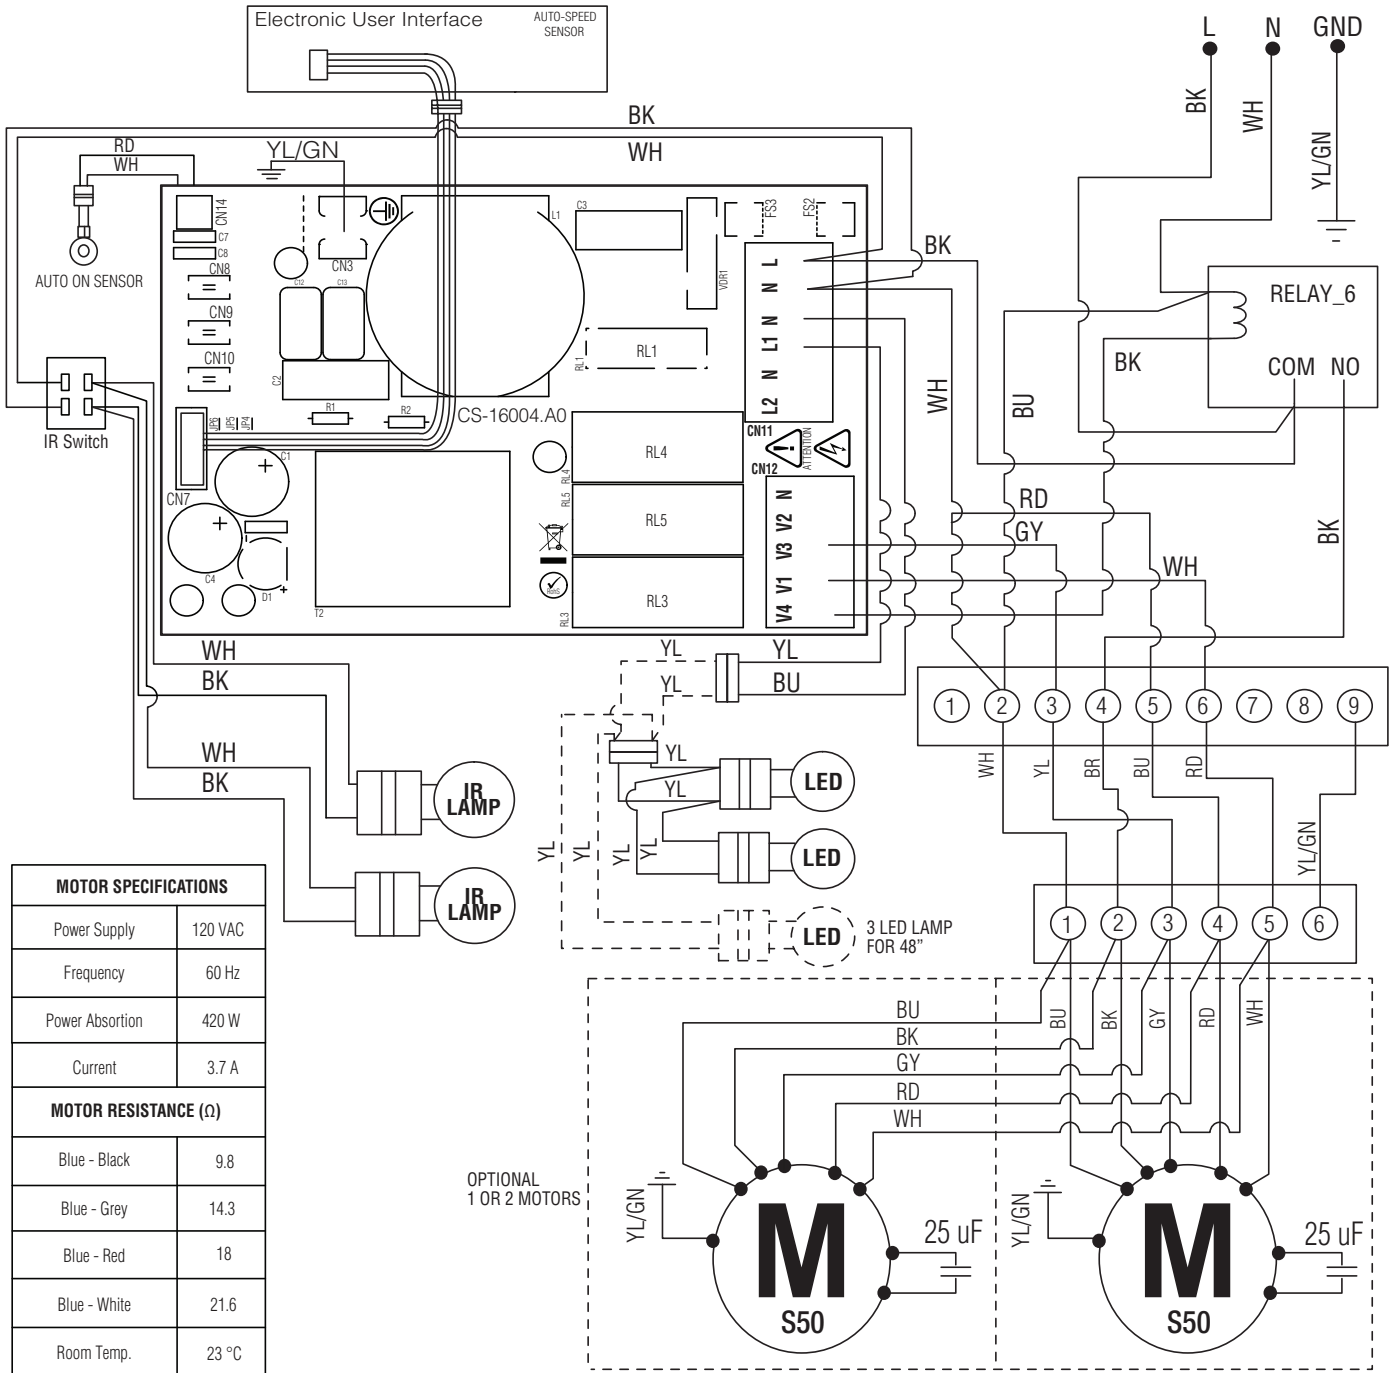 Electronic User Interface
AUTO-SPEED
SENSOR
L
N
GND
BK
WH
YL/GN
BK
WH
RD
WH
YL/GN
AUTO ON SENSOR
CN14
C7
C8
CN8
CN9
CN10
CN3
C12
C13
C2
L1
C3
VDR1
FS3
FS2
RL1
RL1
R1
R2
CS-16004.A0
JP6
JP5
JP4
CN7
C1
C4
D1
T2
IR Switch
L
N
N
L1
N
L2
CN11
CN12
ATTENTION
RL4
RL4
RL5
RL5
RL3
RL3
RoHS
N
V2
V3
V1
V4
BK
WH
BU
BK
RELAY_6
COM NO
BK
RD
GY
WH
WH
BK
WH
BK
IR
LAMP
IR
LAMP
YL
YL
YL
BU
YL
YL
YL
YL
YL
YL
LED
LED
LED
3 LED LAMP
FOR 48”
1 2 3 4 5 6 7 8 9
WH
YL
BR
BU
RD
YL/GN
1 2 3 4 5 6
BU
BK
GY
RD
WH
BU
BK
GY
RD
WH
OPTIONAL
1 OR 2 MOTORS
YL/GN
M
S50
25 uF
YL/GN
M
S50
25 uF
MOTOR SPECIFICATIONS
Power Supply 120 VAC
Frequency 60 Hz
Power Absortion 420 W
Current 3.7 A
MOTOR RESISTANCE (Ω)
Blue - Black 9.8
Blue - Grey 14.3
Blue - Red 18
Blue - White 21.6
Room Temp. 23 °C